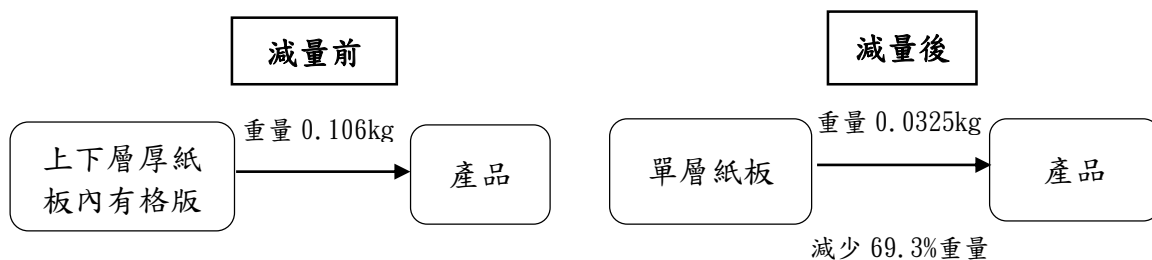 減量前
重量 0.106kg
上下層厚紙
板內有格版
產品
減量後
重量 0.0325kg
單層紙板
產品
減少 69.3%重量